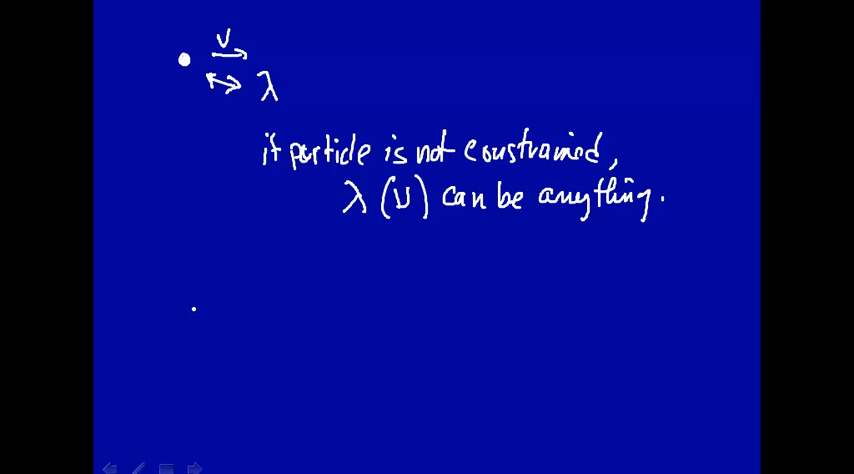 v
λ
if particle is not constrained,
λ (v) can be anything.